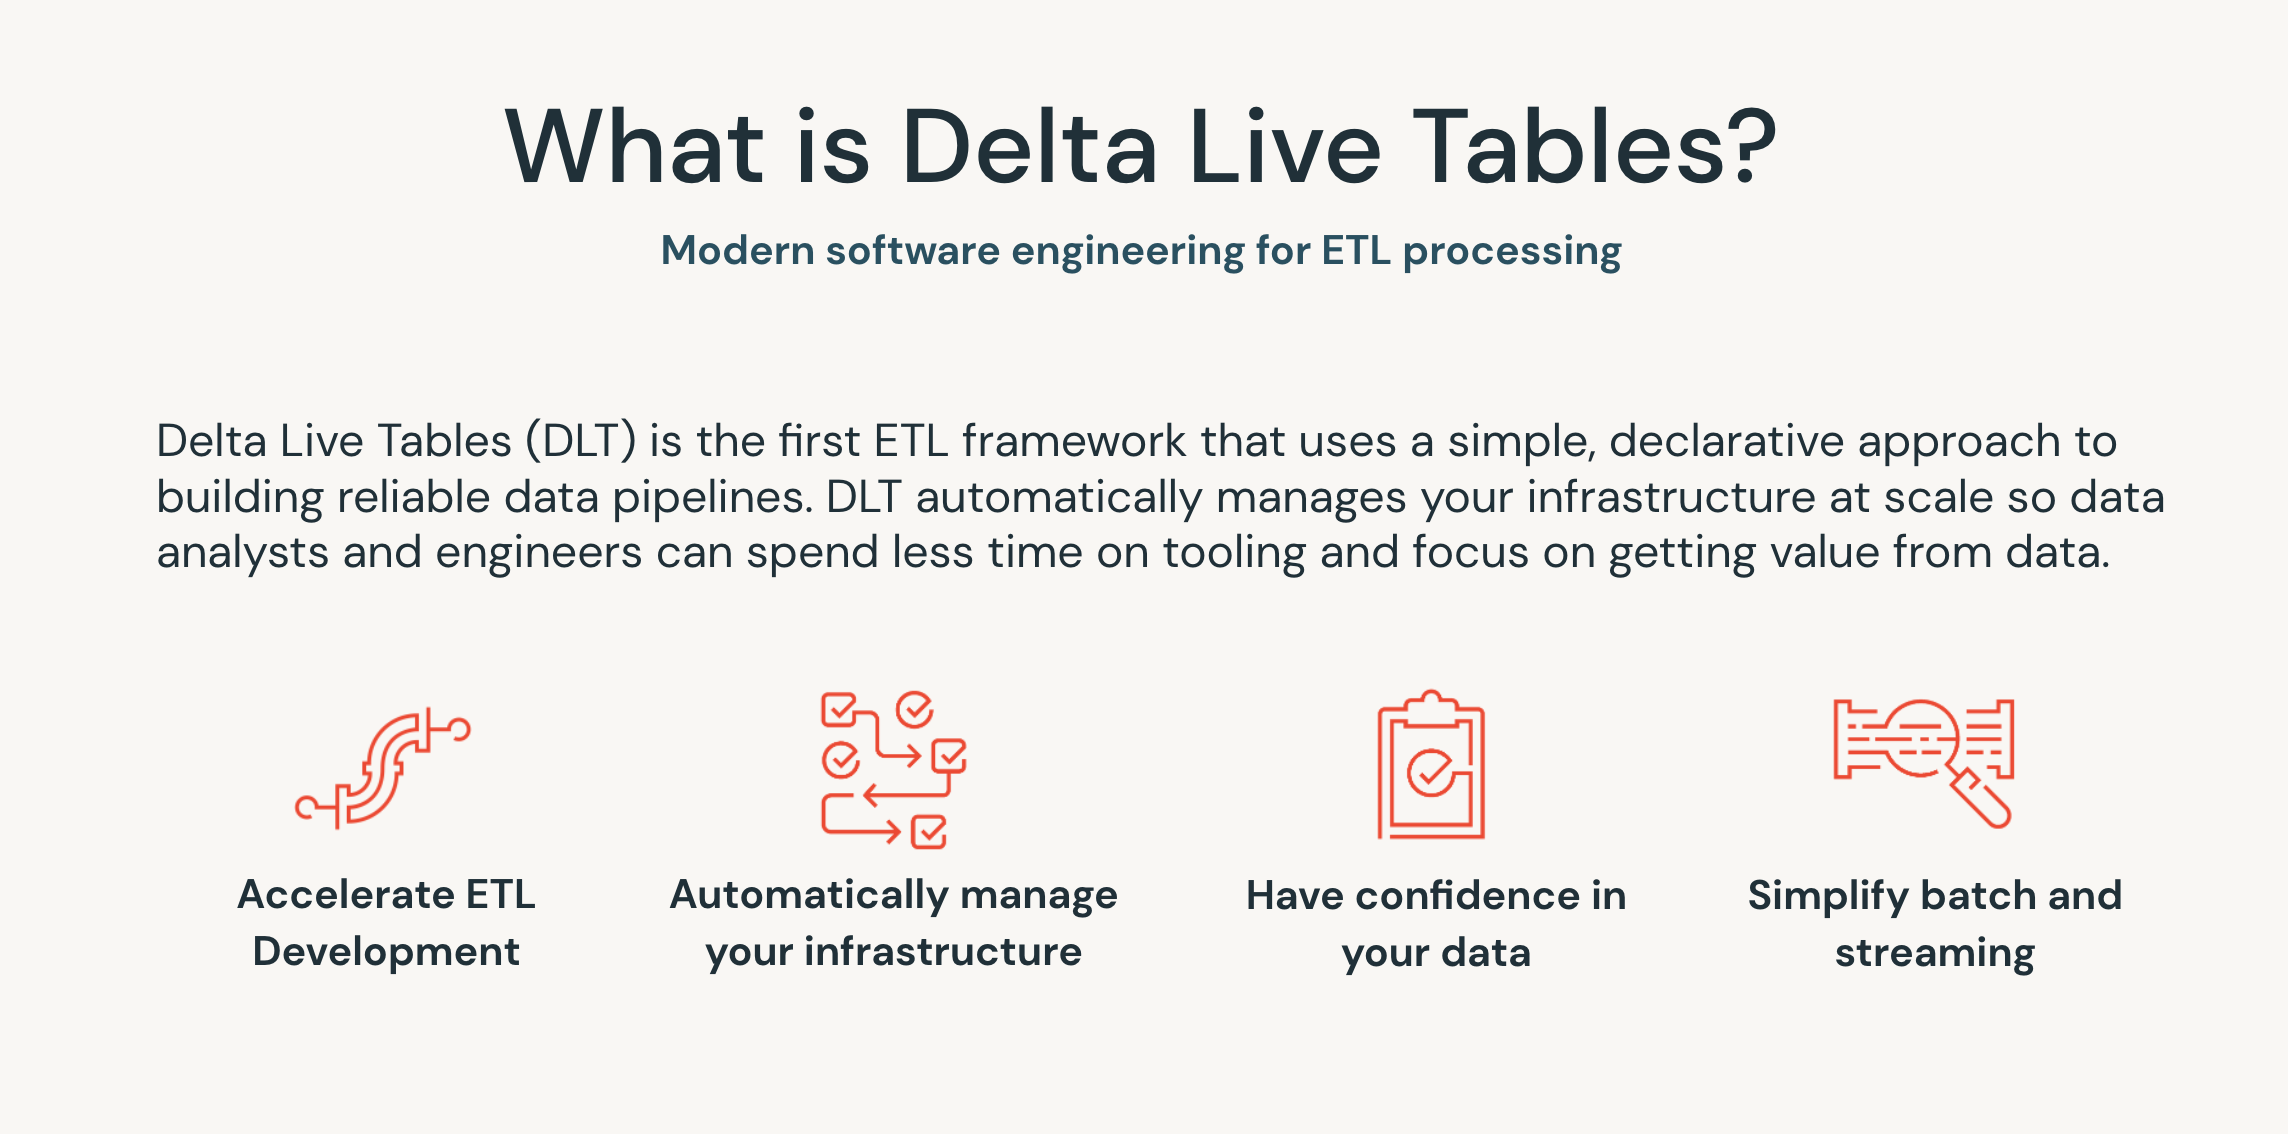 What is Delta Live Tables?
Modern software engineering for ETL processing
Delta Live Tables (DLT) is the first ETL framework that uses a simple, declarative approach to
building reliable data pipelines. DLT automatically manages your infrastructure at scale so data
analysts and engineers can spend less time on tooling and focus on getting value from data.
Accelerate ETL
Development
Automatically manage
your infrastructure
Have confidence in
your data
Simplify batch and
streaming